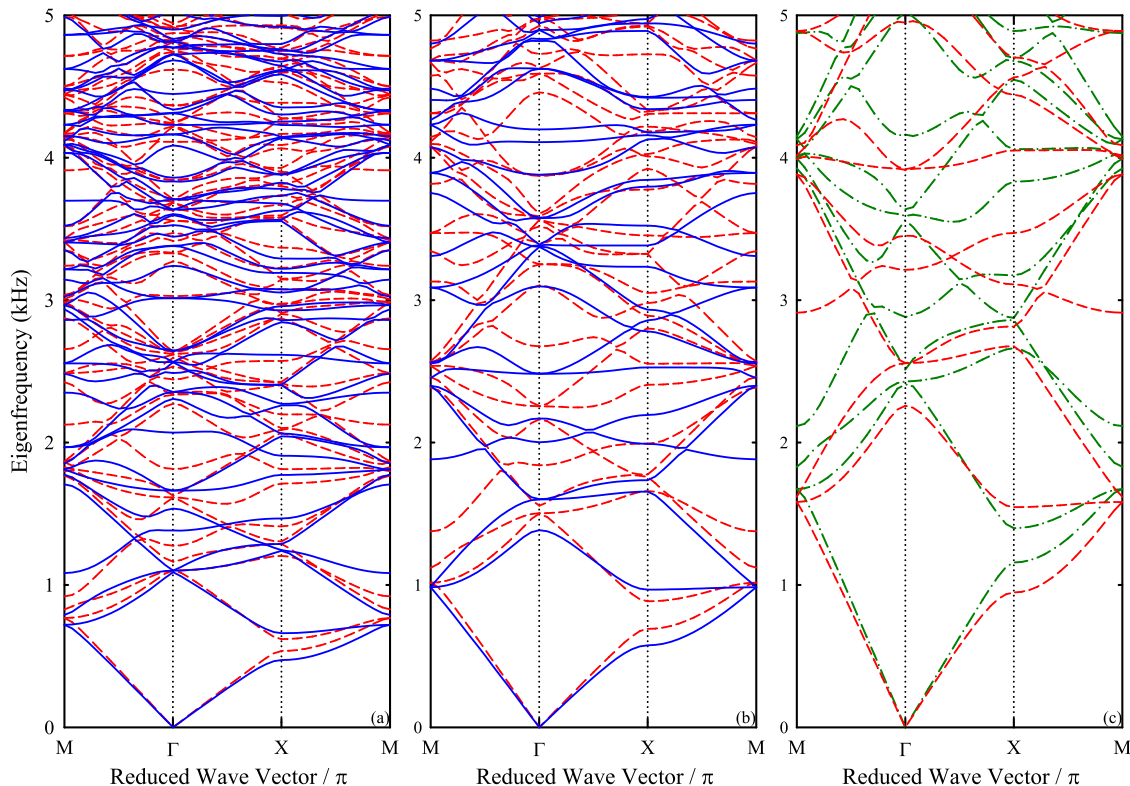 Eigenfrequency (kHz)
5 5 5
4 4 4
3 3 3
2 2 2
1 1 1
0 0 0
(a) (b) (c)
M Γ X M M Γ X M M Γ X M
Reduced Wave Vector / π Reduced Wave Vector / π Reduced Wave Vector / π